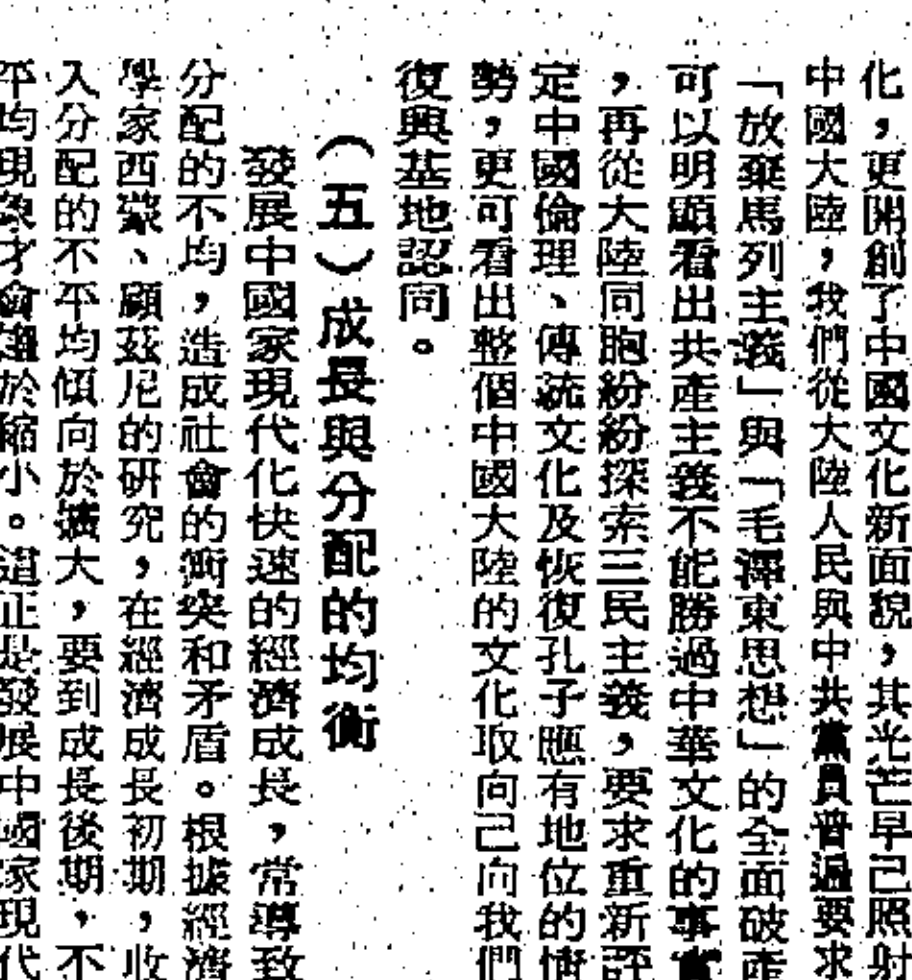 化，更開創了中國文化新面貌，其光芒早己照射
中國大陸，我們從大陸人民與中共黨員普遍要求
「放棄馬列主義」與「毛澤東思想」的全面破產
可以明顯看出共產主義不能勝過中華文化的事實
，再從大陸同胞紛紛探索三民主義，要求重新評
定中國倫理、傳統文化及恢復孔子應有地位的情
勢，更可看出整個中國大陸的文化取向己向我們
復興基地認同。
（五）成長與分配的均衡
發展中國家現代化快速的經濟成長，常導致
分配的不均，造成社會的衝突和矛盾。根據經濟
學家西蒙、顧茲尼的研究，在經濟成長初期，收
入分配的不平均傾向於擴大，要到成長後期，不
平均現象才會趨於縮小。這正是發展中國家現代